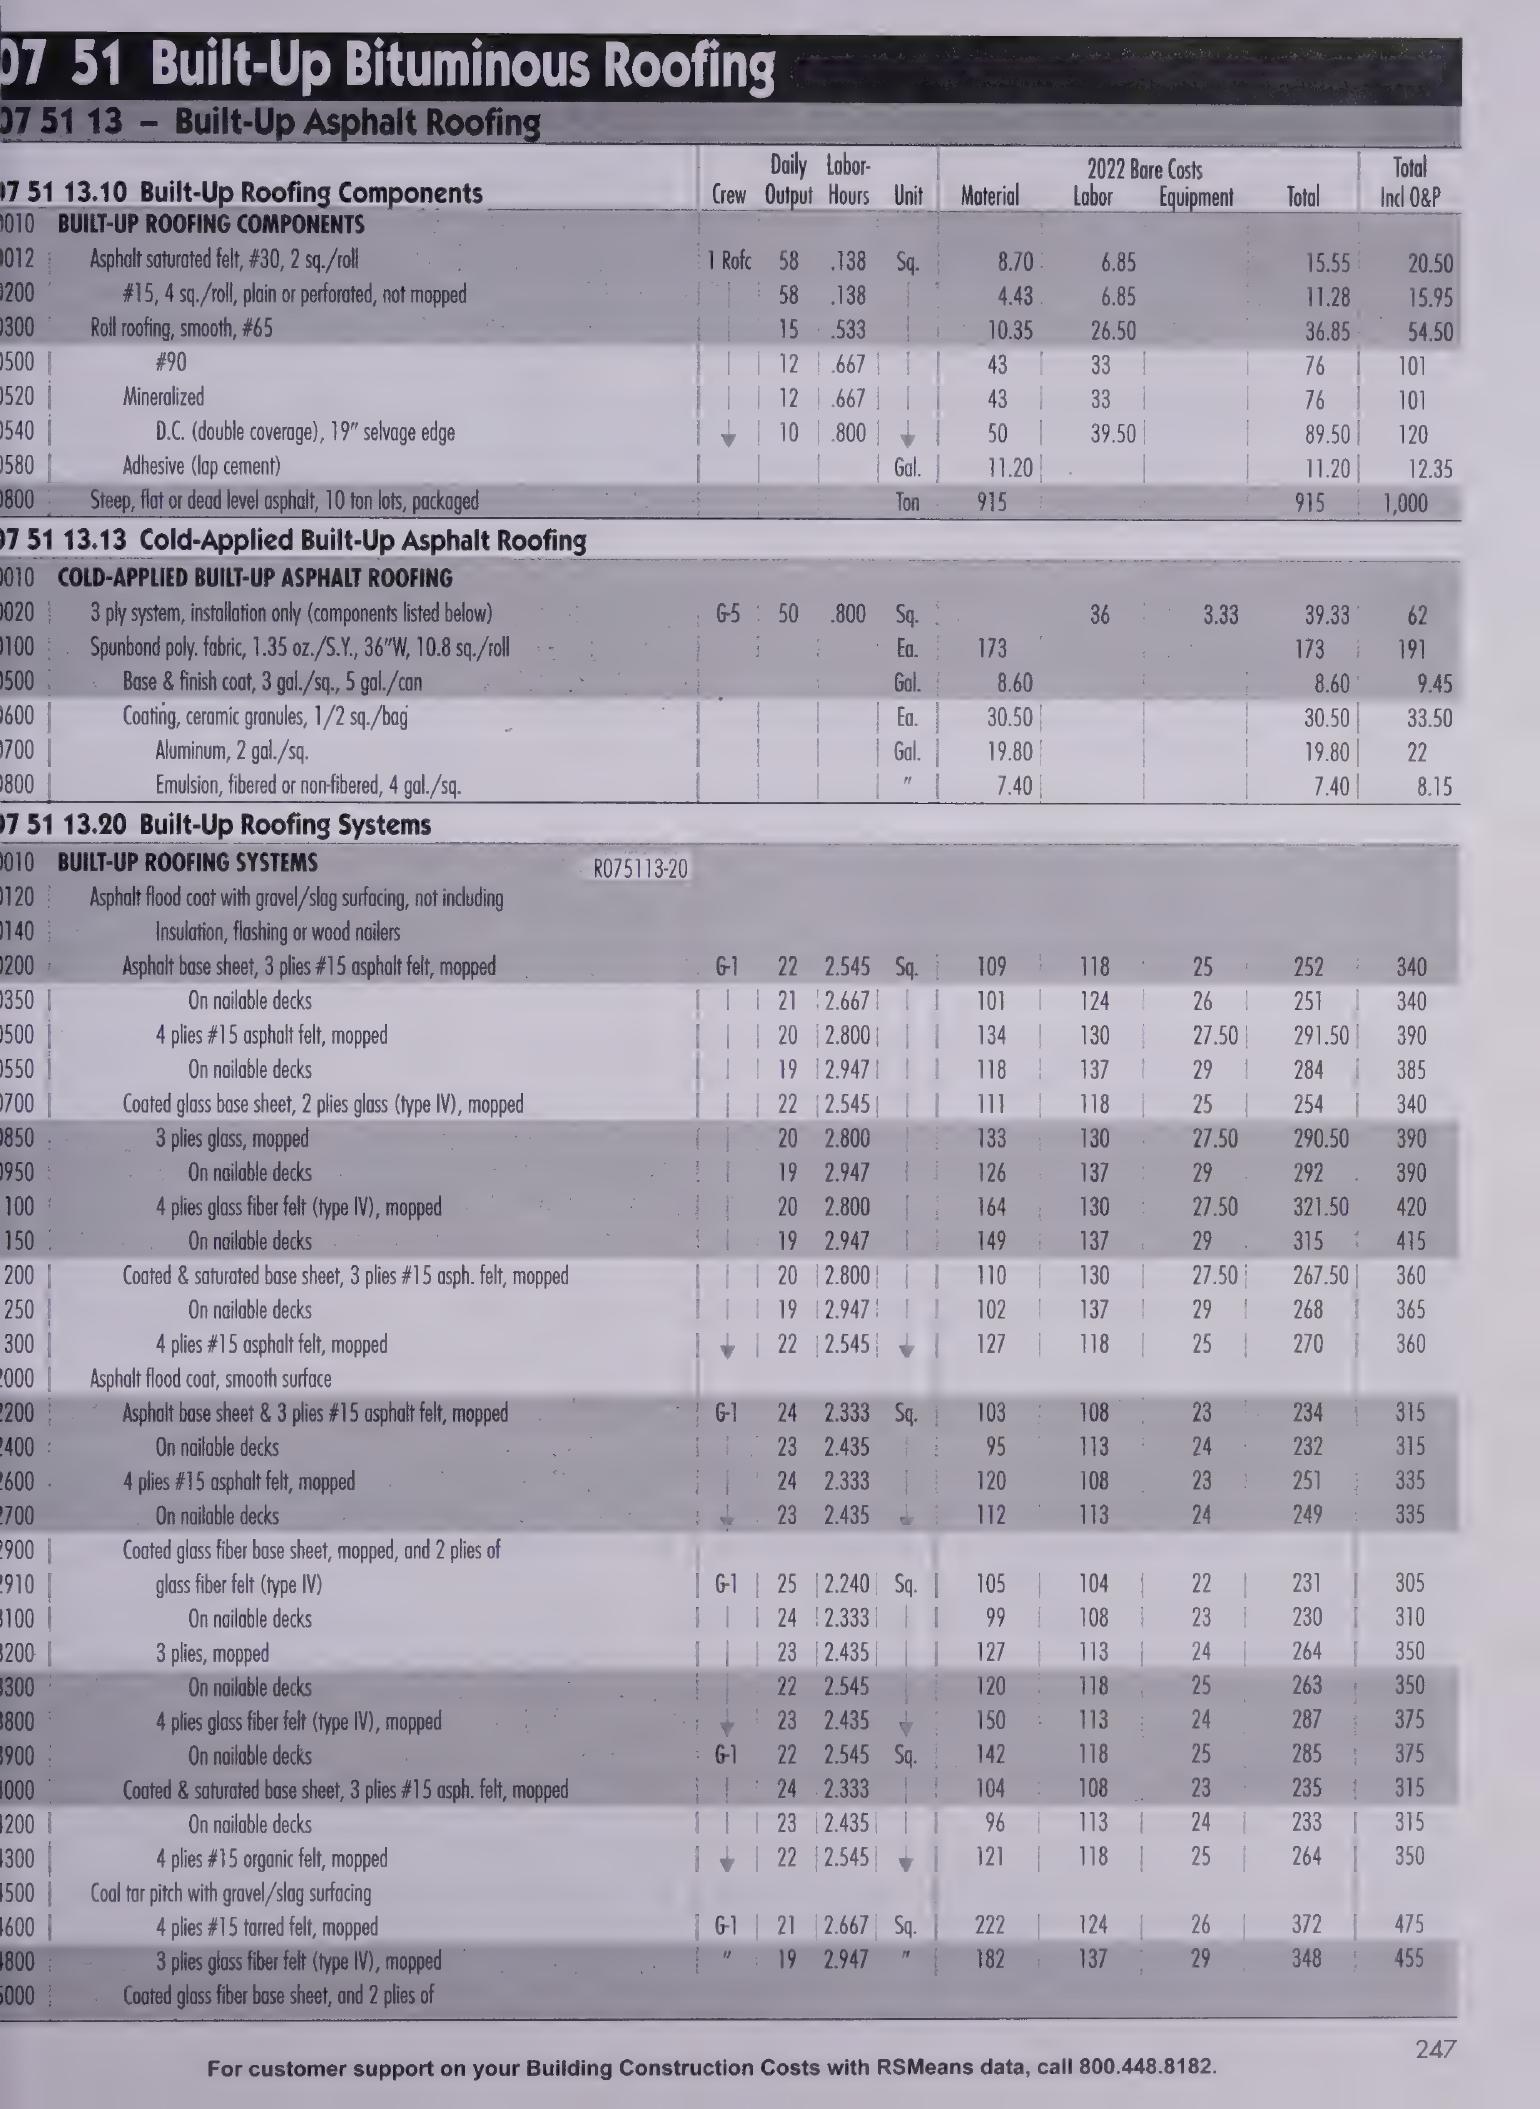 07 51 Built-Up Bituminous Roofing
07 51 13 – Built-Up Asphalt Roofing
07 51 13.10 Built-Up Roofing Components Crew Daily Output Labor-Hours Unit Material Labor Equipment Total Total Incl O&P
2022 Bare Costs
0010 BUILT-UP ROOFING COMPONENTS
0012 Asphalt saturated felt, #30, 2 sq./roll 1 Rofc 58 .138 Sq. 8.70 6.85 15.55 20.50
0200 #15, 4 sq./roll, plain or perforated, not mopped 58 .138 4.43 6.85 11.28 15.95
0300 Roll roofing, smooth, #65 15 .533 10.35 26.50 36.85 54.50
0500 #90 12 .667 43 33 76 101
0520 Mineralized 12 .667 43 33 76 101
0540 D.C. (double coverage), 19" selvage edge 10 .800 50 39.50 89.50 120
0580 Adhesive (lap cement) Gal. 11.20 11.20 12.35
0800 Steep, flat or dead level asphalt, 10 ton lots, packaged Ton 915 915 1,000
07 51 13.13 Cold-Applied Built-Up Asphalt Roofing
0010 COLD-APPLIED BUILT-UP ASPHALT ROOFING
0020 3 ply system, installation only (components listed below) G-5 50 .800 Sq. 36 3.33 39.33 62
0100 Spunbond poly. fabric, 1.35 oz./S.Y., 36"W, 10.8 sq./roll Ea. 173 173 191
0500 Base & finish coat, 3 gal./sq., 5 gal./can Gal. 8.60 8.60 9.45
0600 Coating, ceramic granules, 1/2 sq./bag Ea. 30.50 30.50 33.50
0700 Aluminum, 2 gal./sq. Gal. 19.80 19.80 22
0800 Emulsion, fibered or non-fibered, 4 gal./sq. " 7.40 7.40 8.15
07 51 13.20 Built-Up Roofing Systems
0010 BUILT-UP ROOFING SYSTEMS R075113-20
0120 Asphalt flood coat with gravel/slag surfacing, not including
0140 Insulation, flashing or wood nailers
0200 Asphalt base sheet, 3 plies #15 asphalt felt, mopped G-1 22 2.545 Sq. 109 118 25 252 340
0350 On nailable decks 21 2.667 101 124 26 251 340
0500 4 plies #15 asphalt felt, mopped 20 2.800 134 130 27.50 291.50 390
0550 On nailable decks 19 2.947 118 137 29 284 385
0700 Coated glass base sheet, 2 plies glass (type IV), mopped 22 2.545 111 118 25 254 340
0850 3 plies glass, mopped 20 2.800 133 130 27.50 290.50 390
0950 On nailable decks 19 2.947 126 137 29 292 390
100 4 plies glass fiber felt (type IV), mopped 20 2.800 164 130 27.50 321.50 420
150 On nailable decks 19 2.947 149 137 29 315 415
200 Coated & saturated base sheet, 3 plies #15 asph. felt, mopped 20 2.800 110 130 27.50 267.50 360
250 On nailable decks 19 2.947 102 137 29 268 365
300 4 plies #15 asphalt felt, mopped 22 2.545 127 118 25 270 360
2000 Asphalt flood coat, smooth surface
2200 Asphalt base sheet & 3 plies #15 asphalt felt, mopped G-1 24 2.333 Sq. 103 108 23 234 315
2400 On nailable decks 23 2.435 95 113 24 232 315
2600 4 plies #15 asphalt felt, mopped 24 2.333 120 108 23 251 335
2700 On nailable decks 23 2.435 112 113 24 249 335
2900 Coated glass fiber base sheet, mopped, and 2 plies of
2910 glass fiber felt (type IV) G-1 25 2.240 Sq. 105 104 22 231 305
3100 On nailable decks 24 2.333 99 108 23 230 310
3200 3 plies, mopped 23 2.435 127 113 24 264 350
3300 On nailable decks 22 2.545 120 118 25 263 350
3800 4 plies glass fiber felt (type IV), mopped 23 2.435 150 113 24 287 375
3900 On nailable decks G-1 22 2.545 Sq. 142 118 25 285 375
4000 Coated & saturated base sheet, 3 plies #15 asph. felt, mopped 24 2.333 104 108 23 235 315
4200 On nailable decks 23 2.435 96 113 24 233 315
4300 4 plies #15 organic felt, mopped 22 2.545 121 118 25 264 350
4500 Coal tar pitch with gravel/slag surfacing
4600 4 plies #15 tarred felt, mopped G-1 21 2.667 Sq. 222 124 26 372 475
4800 3 plies glass fiber felt (type IV), mopped " 19 2.947 " 182 137 29 348 455
5000 Coated glass fiber base sheet, and 2 plies of
247
For customer support on your Building Construction Costs with RSMeans data, call 800.448.8182.